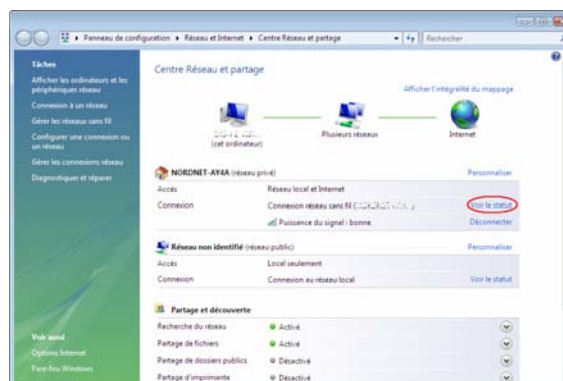 Panneau de configuration ▸ Réseau et Internet ▸ Centre Réseau et partage
Rechercher
Tâches
Afficher les ordinateurs et les
périphériques réseau
Connexion à un réseau
Gérer les réseaux sans fil
Configurer une connexion ou
un réseau
Gérer les connexions réseau
Diagnostiquer et réparer
Voir aussi
Options Internet
Pare-feu Windows
Centre Réseau et partage
Afficher l'intégralité du mappage
(cet ordinateur)
Plusieurs réseaux
Internet
NORDNET-AY4A (réseau privé)
Personnaliser
Accès
Réseau local et Internet
Connexion
Connexion réseau sans fil
Voir le statut
Puissance du signal : bonne
Déconnecter
Réseau non identifié (réseau public)
Personnaliser
Accès
Local seulement
Connexion
Connexion au réseau local
Voir le statut
Partage et découverte
Recherche du réseau
Activé
Partage de fichiers
Activé
Partage de dossiers publics
Désactivé
Partage d'imprimante
Désactivé